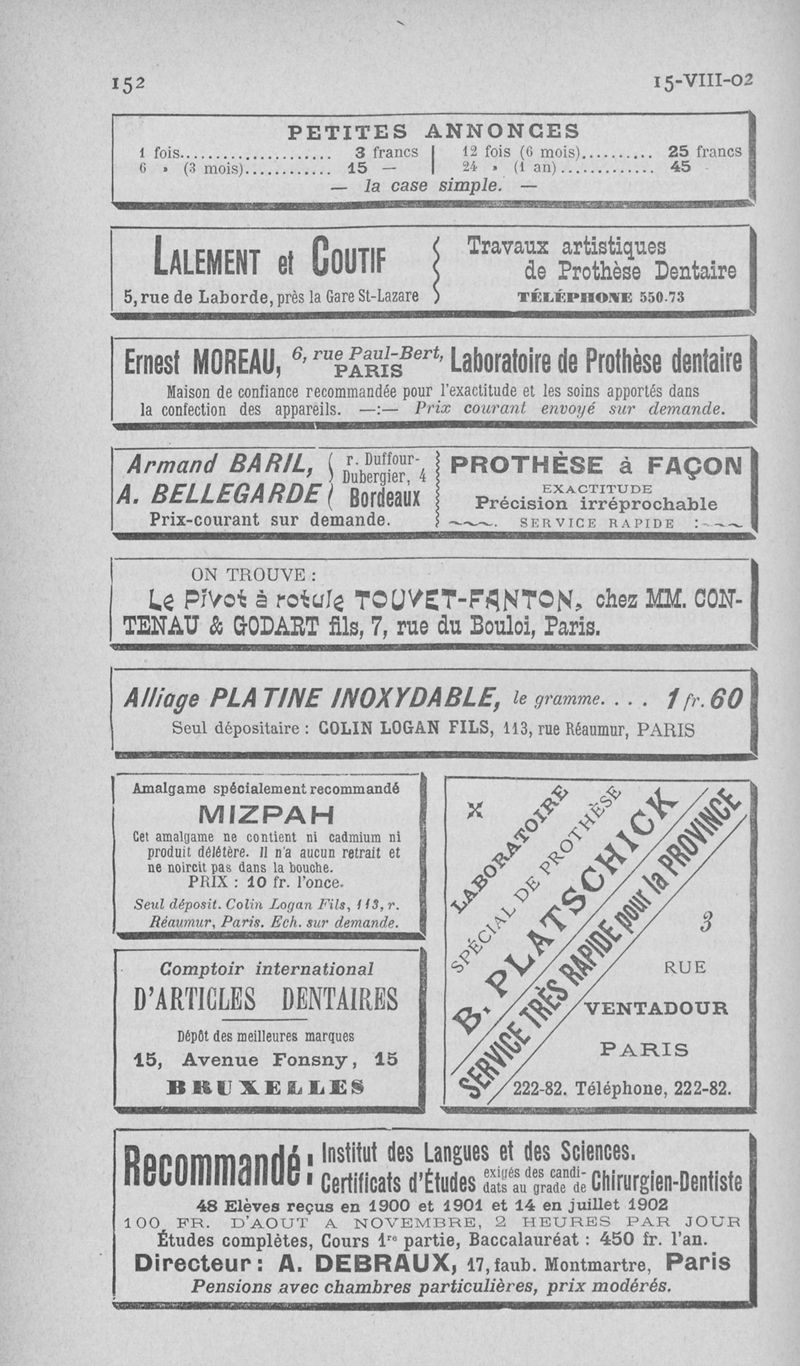 152
15-VIII-02
PETITES ANNONCES
1 fois..................... 3 francs | 12 fois (6 mois).......... 25 francs
6 » (3 mois)............ 15 — | 24 » (1 an)............. 45 -
— la case simple. —
LALEMENT et COUTIF
5, rue de Laborde, près la Gare St-Lazare
Travaux artistiques
de Prothèse Dentaire
TÉLÉPHONE 550.73
Ernest MOREAU, 6, rue Paul-Bert, PARIS Laboratoire de Prothèse dentaire
Maison de confiance recommandée pour l'exactitude et les soins apportés dans
la confection des appareils. —:— Prix courant envoyé sur demande.
Armand BARIL,
A. BELLEGARDE
r. Duffour-
Dubergier, 4
Bordeaux
Prix-courant sur demande.
PROTHÈSE à FAÇON
EXACTITUDE
Précision irréprochable
SERVICE RAPIDE :
ON TROUVE :
Le Pivot à rotule TOUVET-FANTON, chez MM. CON-
TENAU & GODART fils, 7, rue du Bouloi, Paris.
Alliage PLATINE INOXYDABLE, le gramme. . . . 1 fr. 60
Seul dépositaire : COLIN LOGAN FILS, 113, rue Réaumur, PARIS
Amalgame spécialement recommandé
MIZPAH
Cet amalgame ne contient ni cadmium ni
produit délétère. Il n'a aucun retrait et
ne noircit pas dans la bouche.
PRIX : 10 fr. l'once.
Seul déposit. Colin Logan Fils, 113, r.
Réaumur, Paris. Ech. sur demande.
Comptoir international
D'ARTICLES DENTAIRES
Dépôt des meilleures marques
15, Avenue Fonsny, 15
BRUXELLES
LABORATOIRE
SPÉCIAL DE PROTHÈSE
B. PLATSCHICK
SERVICE TRÈS RAPIDE pour la PROVINCE
3
RUE
VENTADOUR
PARIS
222-82. Téléphone, 222-82.
Recommandé: Institut des Langues et des Sciences.
Certificats d'Études exigés des candi-dats au grade de Chirurgien-Dentiste
48 Elèves reçus en 1900 et 1901 et 14 en juillet 1902
100 FR. D'AOUT A NOVEMBRE, 2 HEURES PAR JOUR
Études complètes, Cours 1re partie, Baccalauréat : 450 fr. l'an.
Directeur : A. DEBRAUX, 17, faub. Montmartre, Paris
Pensions avec chambres particulières, prix modérés.